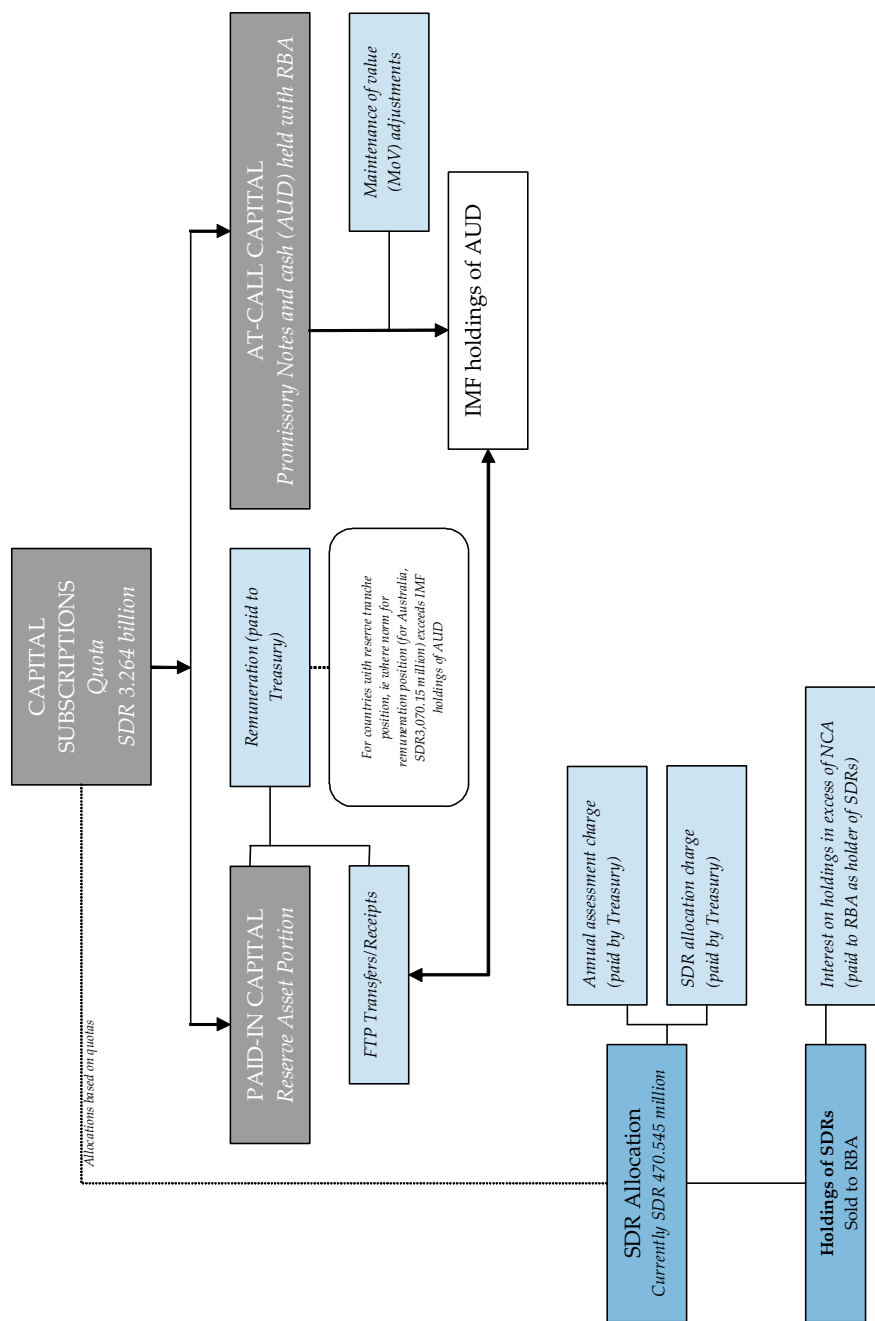 CAPITAL
SUBSCRIPTIONS
Quota
SDR 3.264 billion
Allocations based on quotas
PAID-IN CAPITAL
Reserve Asset Portion
Remuneration (paid to
Treasury)
AT-CALL CAPITAL
Promissory Notes and cash (AUD) held with RBA
FTP Transfers/Receipts
For countries with reserve tranche
position, ie where norm for
remuneration position (for Australia,
SDR3,070.15 million) exceeds IMF
holdings of AUD
Maintenance of value
(MoV) adjustments
IMF holdings of AUD
SDR Allocation
Currently SDR 470.545 million
Annual assessment charge
(paid by Treasury)
SDR allocation charge
(paid by Treasury)
Holdings of SDRs
Sold to RBA
Interest on holdings in excess of NCA
(paid to RBA as holder of SDRs)